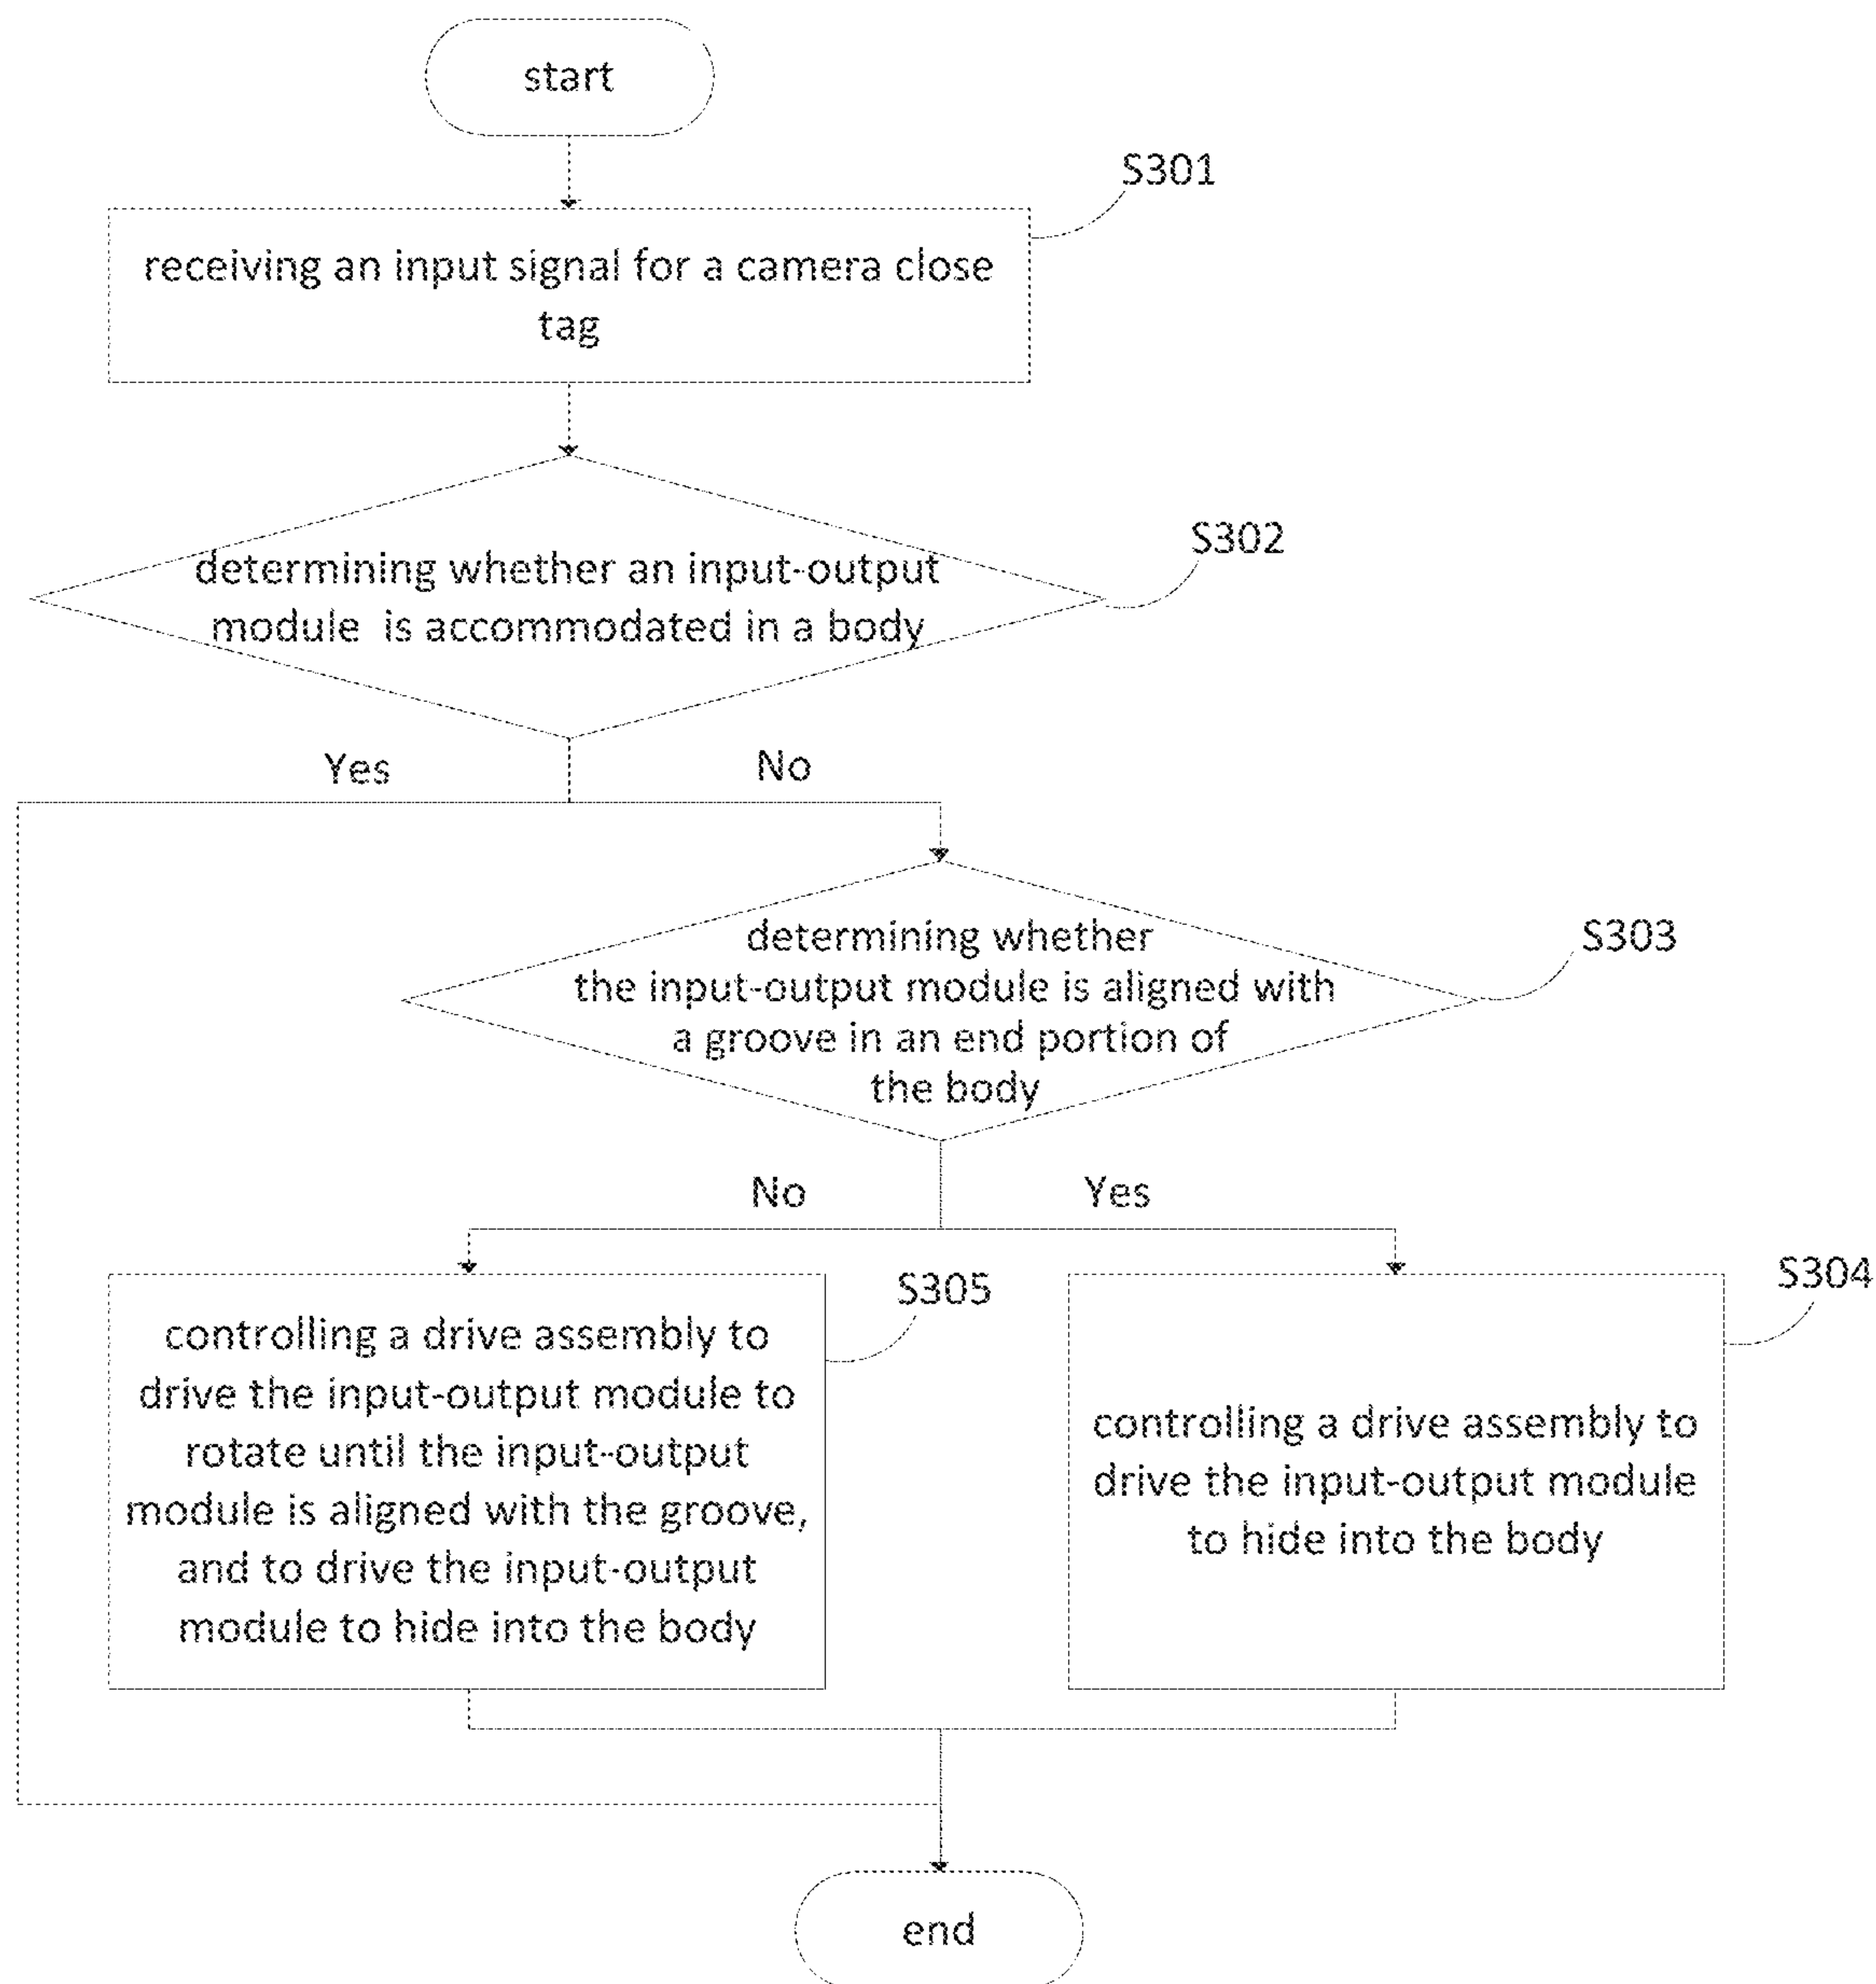 start
S301
receiving an input signal for a camera close
tag
S302
determining whether an input-output
module is accommodated in a body
Yes
No
S303
determining whether
the input-output module is aligned with
a groove in an end portion of
the body
No
Yes
S305
controlling a drive assembly to
drive the input-output module to
rotate until the input-output
module is aligned with the groove,
and to drive the input-output
module to hide into the body
S304
controlling a drive assembly to
drive the input-output module
to hide into the body
end